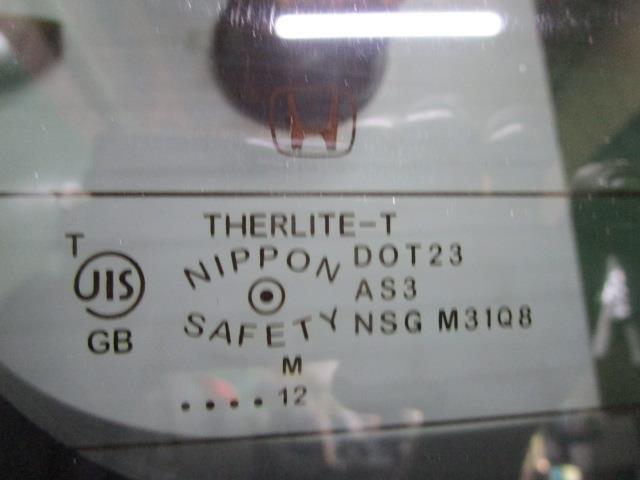 THERLITE-T
T
JIS
GB
NIPPON
SAFETY
DOT23
AS3
NSG M31Q8
M
....12